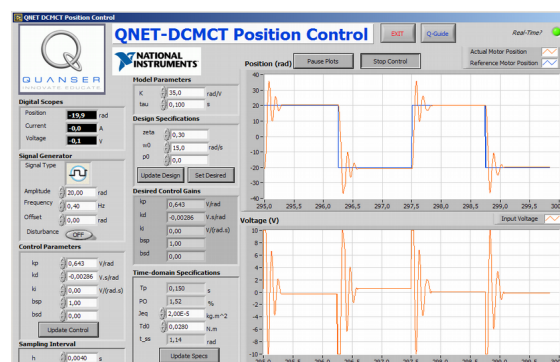 QNET DCMCT Position Control
QUANSER
INNOVATE EDUCATE
NATIONAL INSTRUMENTS
QNET-DCMCT Position Control
EXIT
Q-Guide
Real-Time?
Digital Scopes
Position -19,9 rad
Current -0,0 A
Voltage -0,1 V
Signal Generator
Signal Type
Amplitude 20,00 rad
Frequency 0,40 Hz
Offset 0,00 rad
Disturbance OFF
Control Parameters
kp 0,643 V/rad
kd -0,00286 V.s/rad
ki 0,00 V/(rad.s)
bsp 1,00
bsd 0,00
Update Control
Sampling Interval
h 0,0040 s
Model Parameters
K 35,0 rad/V
tau 0,100 s
Design Specifications
zeta 0,30
w0 15,0 rad/s
p0 0,0
Update Design Set Desired
Desired Control Gains
kp 0,643 V/rad
kd -0,00286 V.s/rad
ki 0,00 V/(rad.s)
bsp 1,00
bsd 0,00
Time-domain Specifications
Tp 0,150 s
PO 1,52 %
Jeq 2,00E-5 kg.m^2
Td0 0,0280 N.m
t_ss 1,14 rad
Update Specs
Position (rad)
Pause Plots
Stop Control
Actual Motor Position
Reference Motor Position
40
30
20
10
0
-10
-20
-30
-40
295,0 295,5 296,0 296,5 297,0 297,5 298,0 298,5 299,0 299,5 300
Voltage (V)
Input Voltage
10
8
6
4
2
0
-2
-4
-6
-8
-10